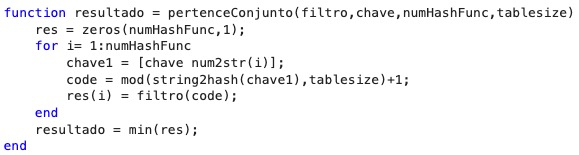 function resultado = pertenceConjunto(filtro,chave,numHashFunc,tablesize)
    res = zeros(numHashFunc,1);
    for i= 1:numHashFunc
        chave1 = [chave num2str(i)];
        code = mod(string2hash(chave1),tablesize)+1;
        res(i) = filtro(code);
    end
    resultado = min(res);
end